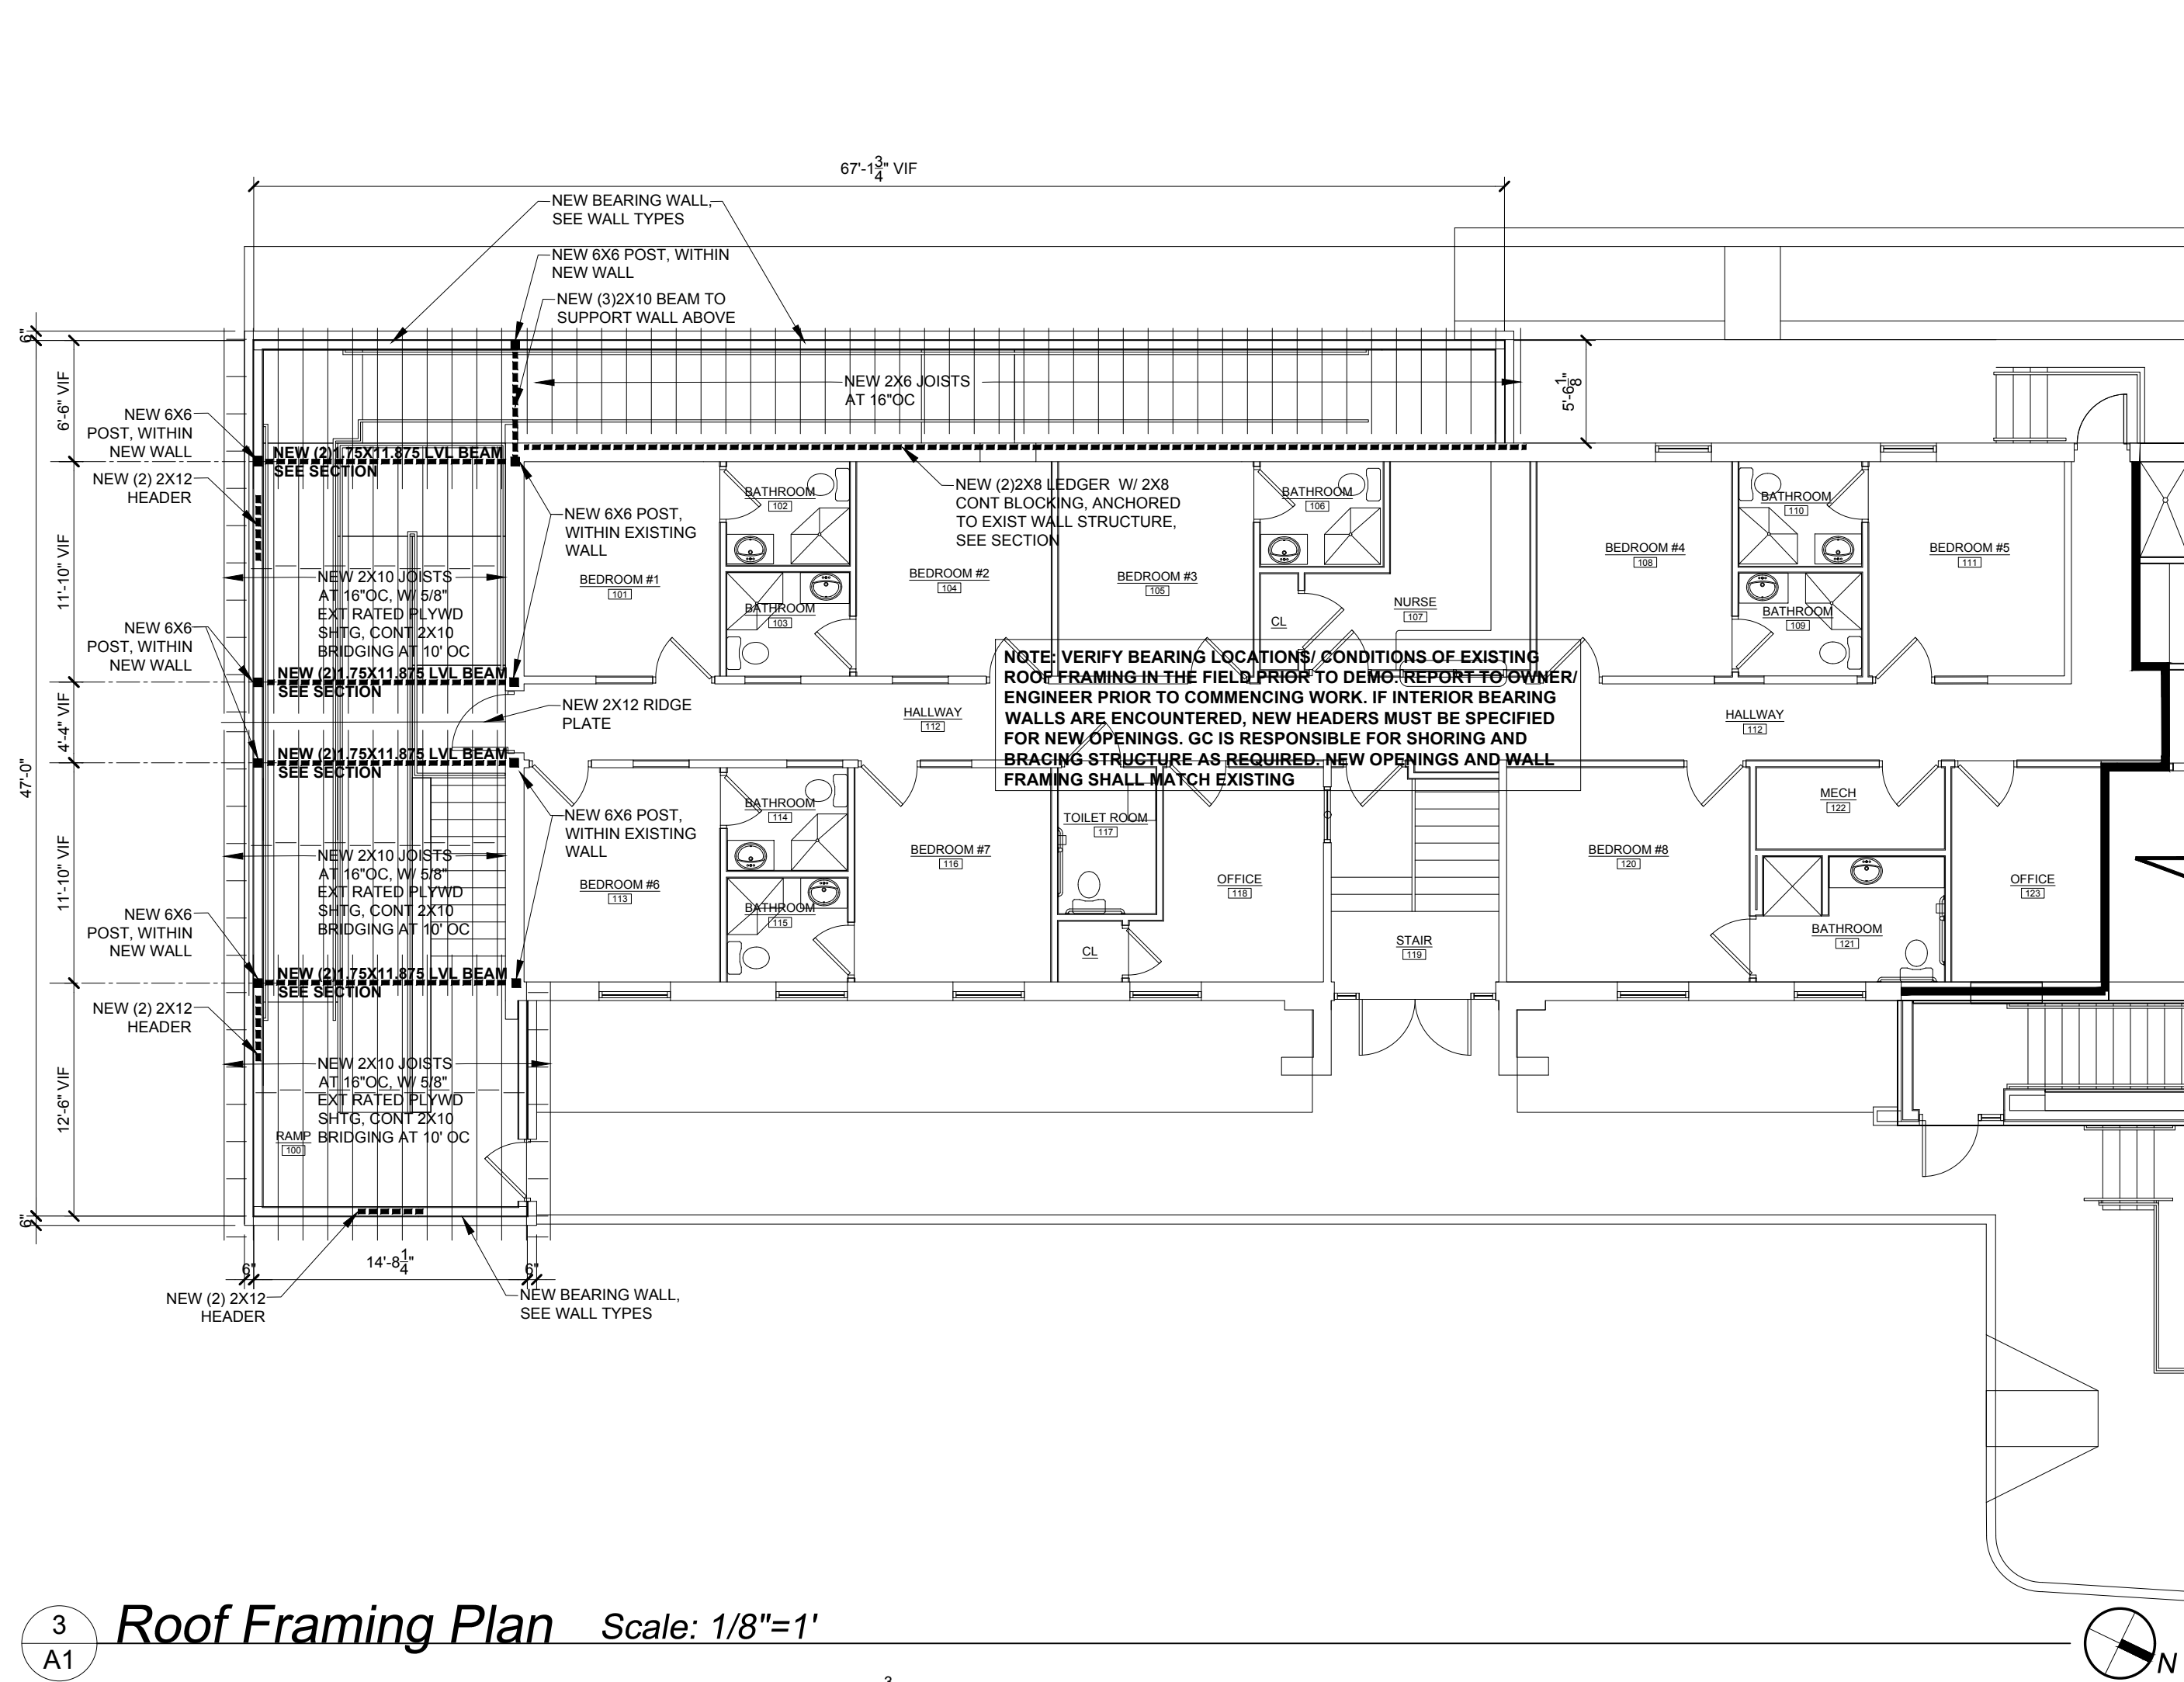 67'-1 3/4" VIF
NEW BEARING WALL,
SEE WALL TYPES
NEW 6X6 POST, WITHIN
NEW WALL
NEW (3)2X10 BEAM TO
SUPPORT WALL ABOVE
6"
6'-6" VIF
NEW 2X6 JOISTS
AT 16"OC
5'-6 1/8"
NEW 6X6
POST, WITHIN
NEW WALL
NEW (2)1.75X11.875 LVL BEAM
SEE SECTION
NEW (2) 2X12
HEADER
NEW (2)2X8 LEDGER W/ 2X8
CONT BLOCKING, ANCHORED
TO EXIST WALL STRUCTURE,
SEE SECTION
NEW 6X6 POST,
WITHIN EXISTING
WALL
BATHROOM
102
BATHROOM
106
BATHROOM
110
11'-10" VIF
NEW 2X10 JOISTS
AT 16"OC, W/ 5/8"
EXT RATED PLYWD
SHTG, CONT 2X10
BRIDGING AT 10' OC
BEDROOM #1
101
BATHROOM
103
BEDROOM #2
104
BEDROOM #3
105
CL
NURSE
107
BEDROOM #4
108
BATHROOM
109
BEDROOM #5
111
NEW 6X6
POST, WITHIN
NEW WALL
NEW (2)1.75X11.875 LVL BEAM
SEE SECTION
NOTE: VERIFY BEARING LOCATIONS/ CONDITIONS OF EXISTING
ROOF FRAMING IN THE FIELD PRIOR TO DEMO. REPORT TO OWNER/
ENGINEER PRIOR TO COMMENCING WORK. IF INTERIOR BEARING
WALLS ARE ENCOUNTERED, NEW HEADERS MUST BE SPECIFIED
FOR NEW OPENINGS. GC IS RESPONSIBLE FOR SHORING AND
BRACING STRUCTURE AS REQUIRED. NEW OPENINGS AND WALL
FRAMING SHALL MATCH EXISTING
4'-4" VIF
NEW 2X12 RIDGE
PLATE
HALLWAY
112
HALLWAY
112
47'-0"
NEW (2)1.75X11.875 LVL BEAM
SEE SECTION
NEW 6X6 POST,
WITHIN EXISTING
WALL
11'-10" VIF
NEW 2X10 JOISTS
AT 16"OC, W/ 5/8"
EXT RATED PLYWD
SHTG, CONT 2X10
BRIDGING AT 10' OC
BEDROOM #6
113
BATHROOM
114
BATHROOM
115
BEDROOM #7
116
TOILET ROOM
117
CL
OFFICE
118
STAIR
119
BEDROOM #8
120
MECH
122
BATHROOM
121
OFFICE
123
NEW 6X6
POST, WITHIN
NEW WALL
NEW (2)1.75X11.875 LVL BEAM
SEE SECTION
NEW (2) 2X12
HEADER
12'-6" VIF
NEW 2X10 JOISTS
AT 16"OC, W/ 5/8"
EXT RATED PLYWD
SHTG, CONT 2X10
BRIDGING AT 10' OC
RAMP
100
6"
6"
14'-8 1/4"
6"
NEW (2) 2X12
HEADER
NEW BEARING WALL,
SEE WALL TYPES
3
A1
Roof Framing Plan
Scale: 1/8"=1'
N
3